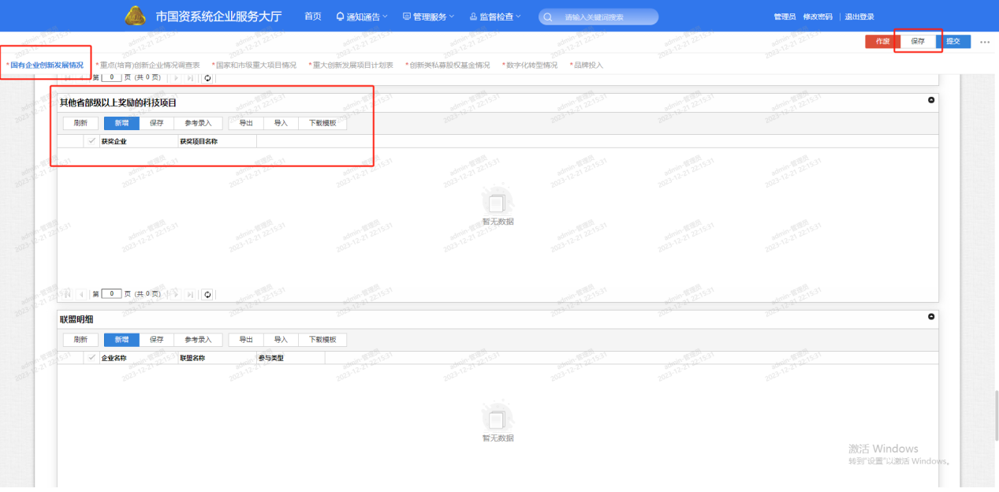 市国资系统企业服务大厅 首页 通知通告 管理服务 监督检查 请输入关键词搜索 管理员 修改密码 退出登录
作废 保存 提交 ...
*国有企业创新发展情况 *重点(培育)创新企业情况调查表 *国家和市级重大项目情况 *重大创新发展项目计划表 *创新类私募股权基金情况 *数字化转型情况 *品牌投入
第 0 页 (共 0 页)
其他省部级以上奖励的科技项目
刷新 新增 保存 参考录入 导出 导入 下载模板
获奖企业 获奖项目名称
暂无数据
第 0 页 (共 0 页)
联盟明细
刷新 新增 保存 参考录入 导出 导入 下载模板
企业名称 联盟名称 参与类型
暂无数据
激活 Windows
转到"设置"以激活 Windows。
admin-管理员
2023-12-21 22:15:31